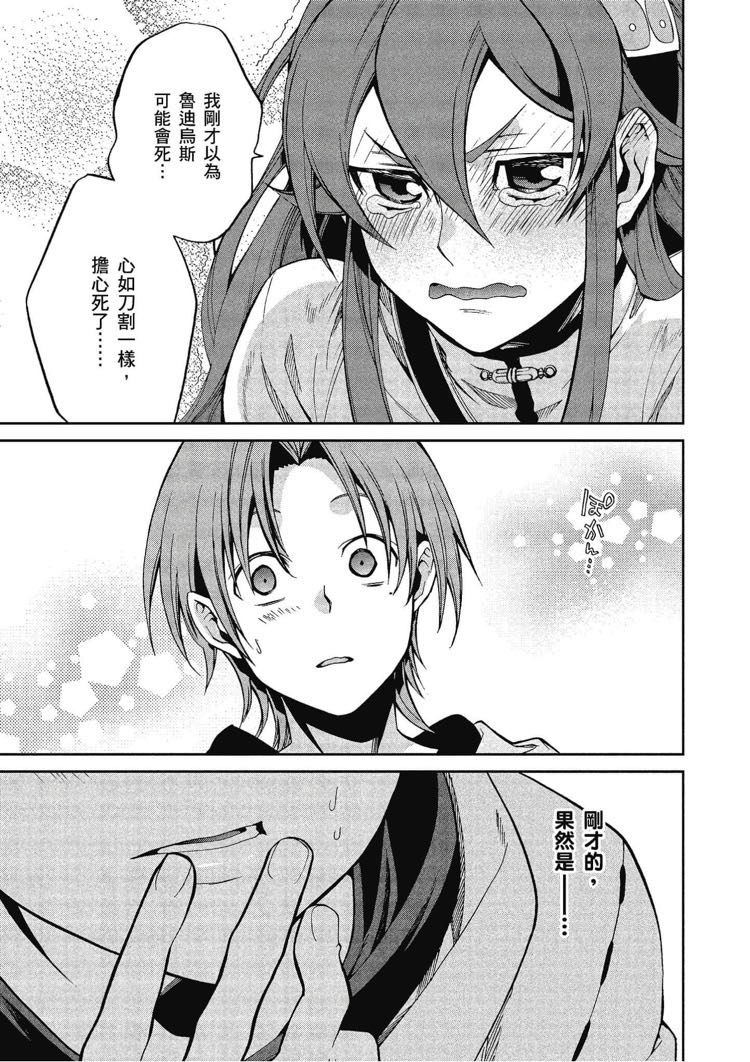 我剛才以為
魯迪烏斯
可能會死…
心如刀割一樣，
擔心死了……
ぽかん…
剛才的，
果然是——…